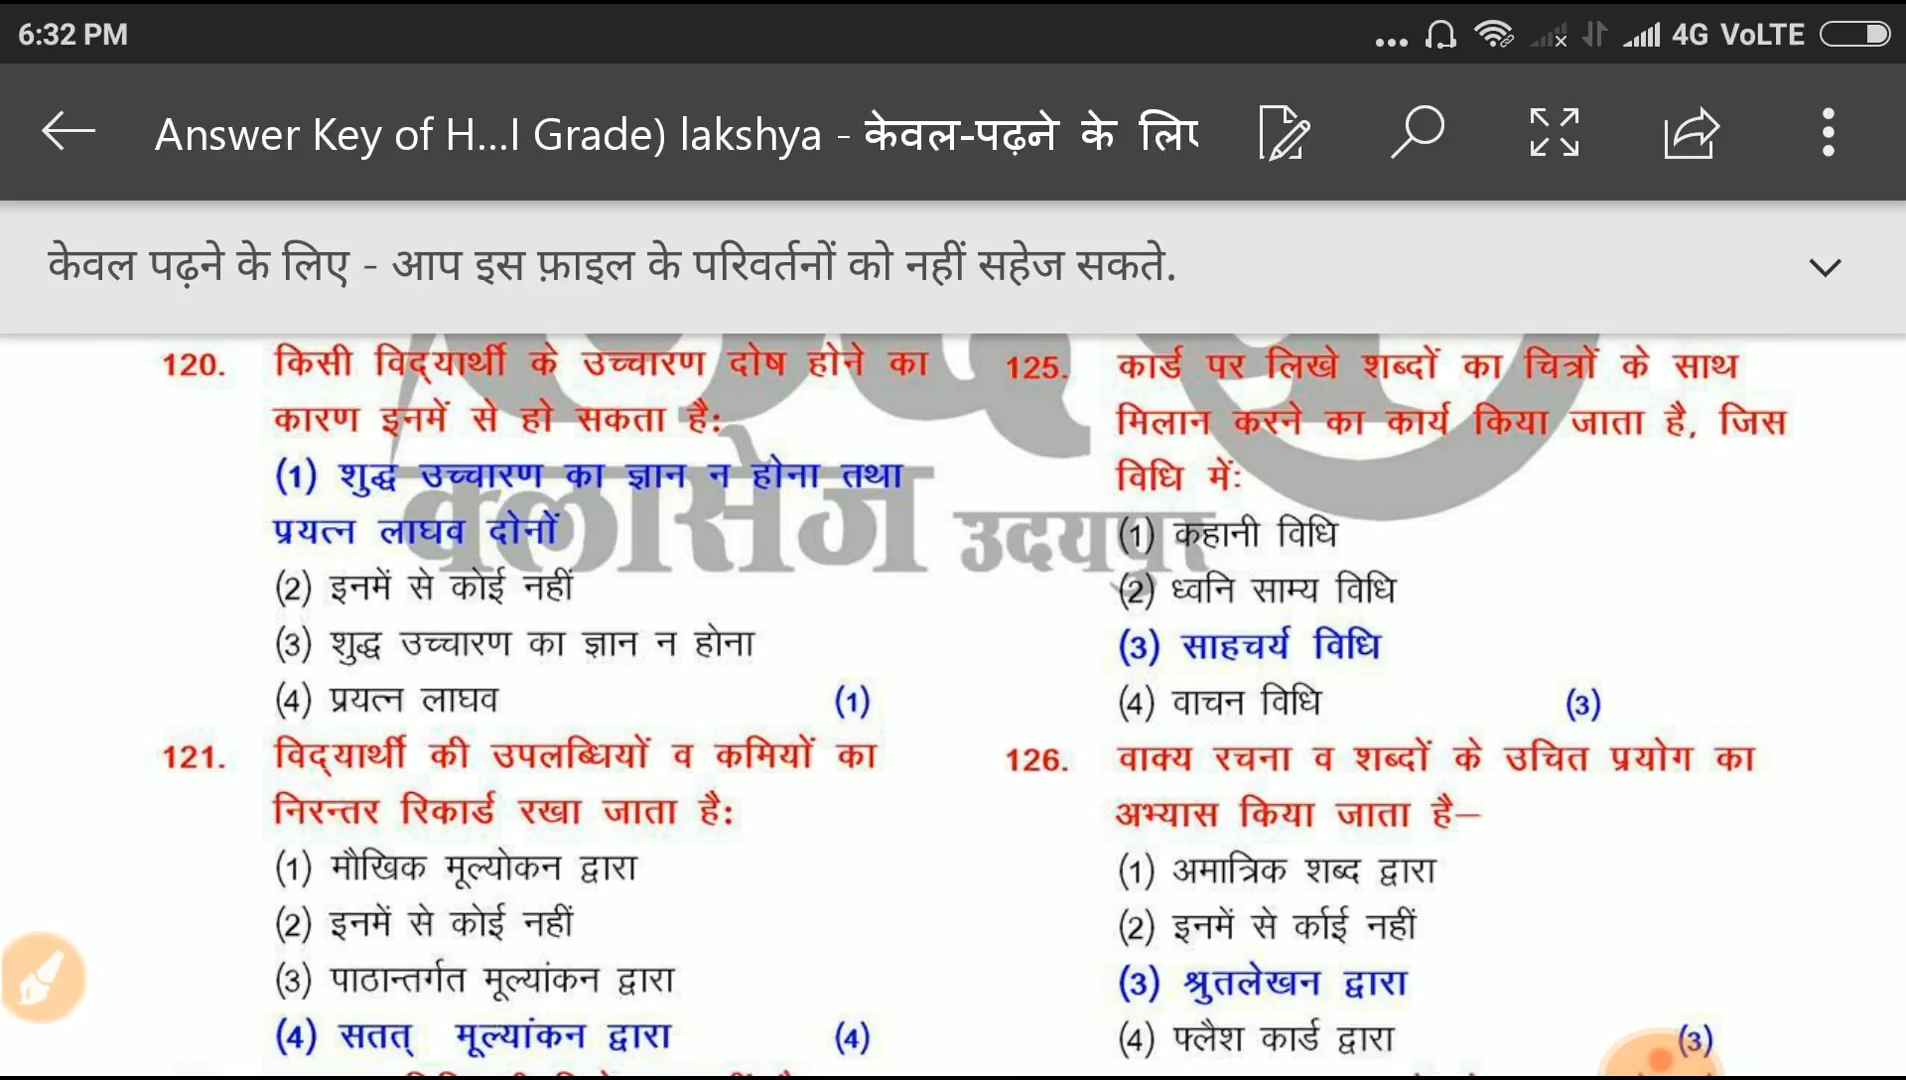 6:32 PM
4G VoLTE
Answer Key of H...I Grade) lakshya - केवल-पढ़ने के लिए
केवल पढ़ने के लिए - आप इस फ़ाइल के परिवर्तनों को नहीं सहेज सकते.
120. किसी विद्यार्थी के उच्चारण दोष होने का
कारण इनमें से हो सकता है:
(1) शुद्ध उच्चारण का ज्ञान न होना तथा
प्रयत्न लाघव दोनों
(2) इनमें से कोई नहीं
(3) शुद्ध उच्चारण का ज्ञान न होना
(4) प्रयत्न लाघव (1)
121. विद्यार्थी की उपलब्धियों व कमियों का
निरन्तर रिकार्ड रखा जाता है:
(1) मौखिक मूल्योकन द्वारा
(2) इनमें से कोई नहीं
(3) पाठान्तर्गत मूल्यांकन द्वारा
(4) सतत् मूल्यांकन द्वारा (4)
125. कार्ड पर लिखे शब्दों का चित्रों के साथ
मिलान करने का कार्य किया जाता है, जिस
विधि में:
(1) कहानी विधि
(2) ध्वनि साम्य विधि
(3) साहचर्य विधि
(4) वाचन विधि (3)
126. वाक्य रचना व शब्दों के उचित प्रयोग का
अभ्यास किया जाता है–
(1) अमात्रिक शब्द द्वारा
(2) इनमें से कोई नहीं
(3) श्रुतलेखन द्वारा
(4) फ्लैश कार्ड द्वारा (3)
क्लासेज उदयपुर